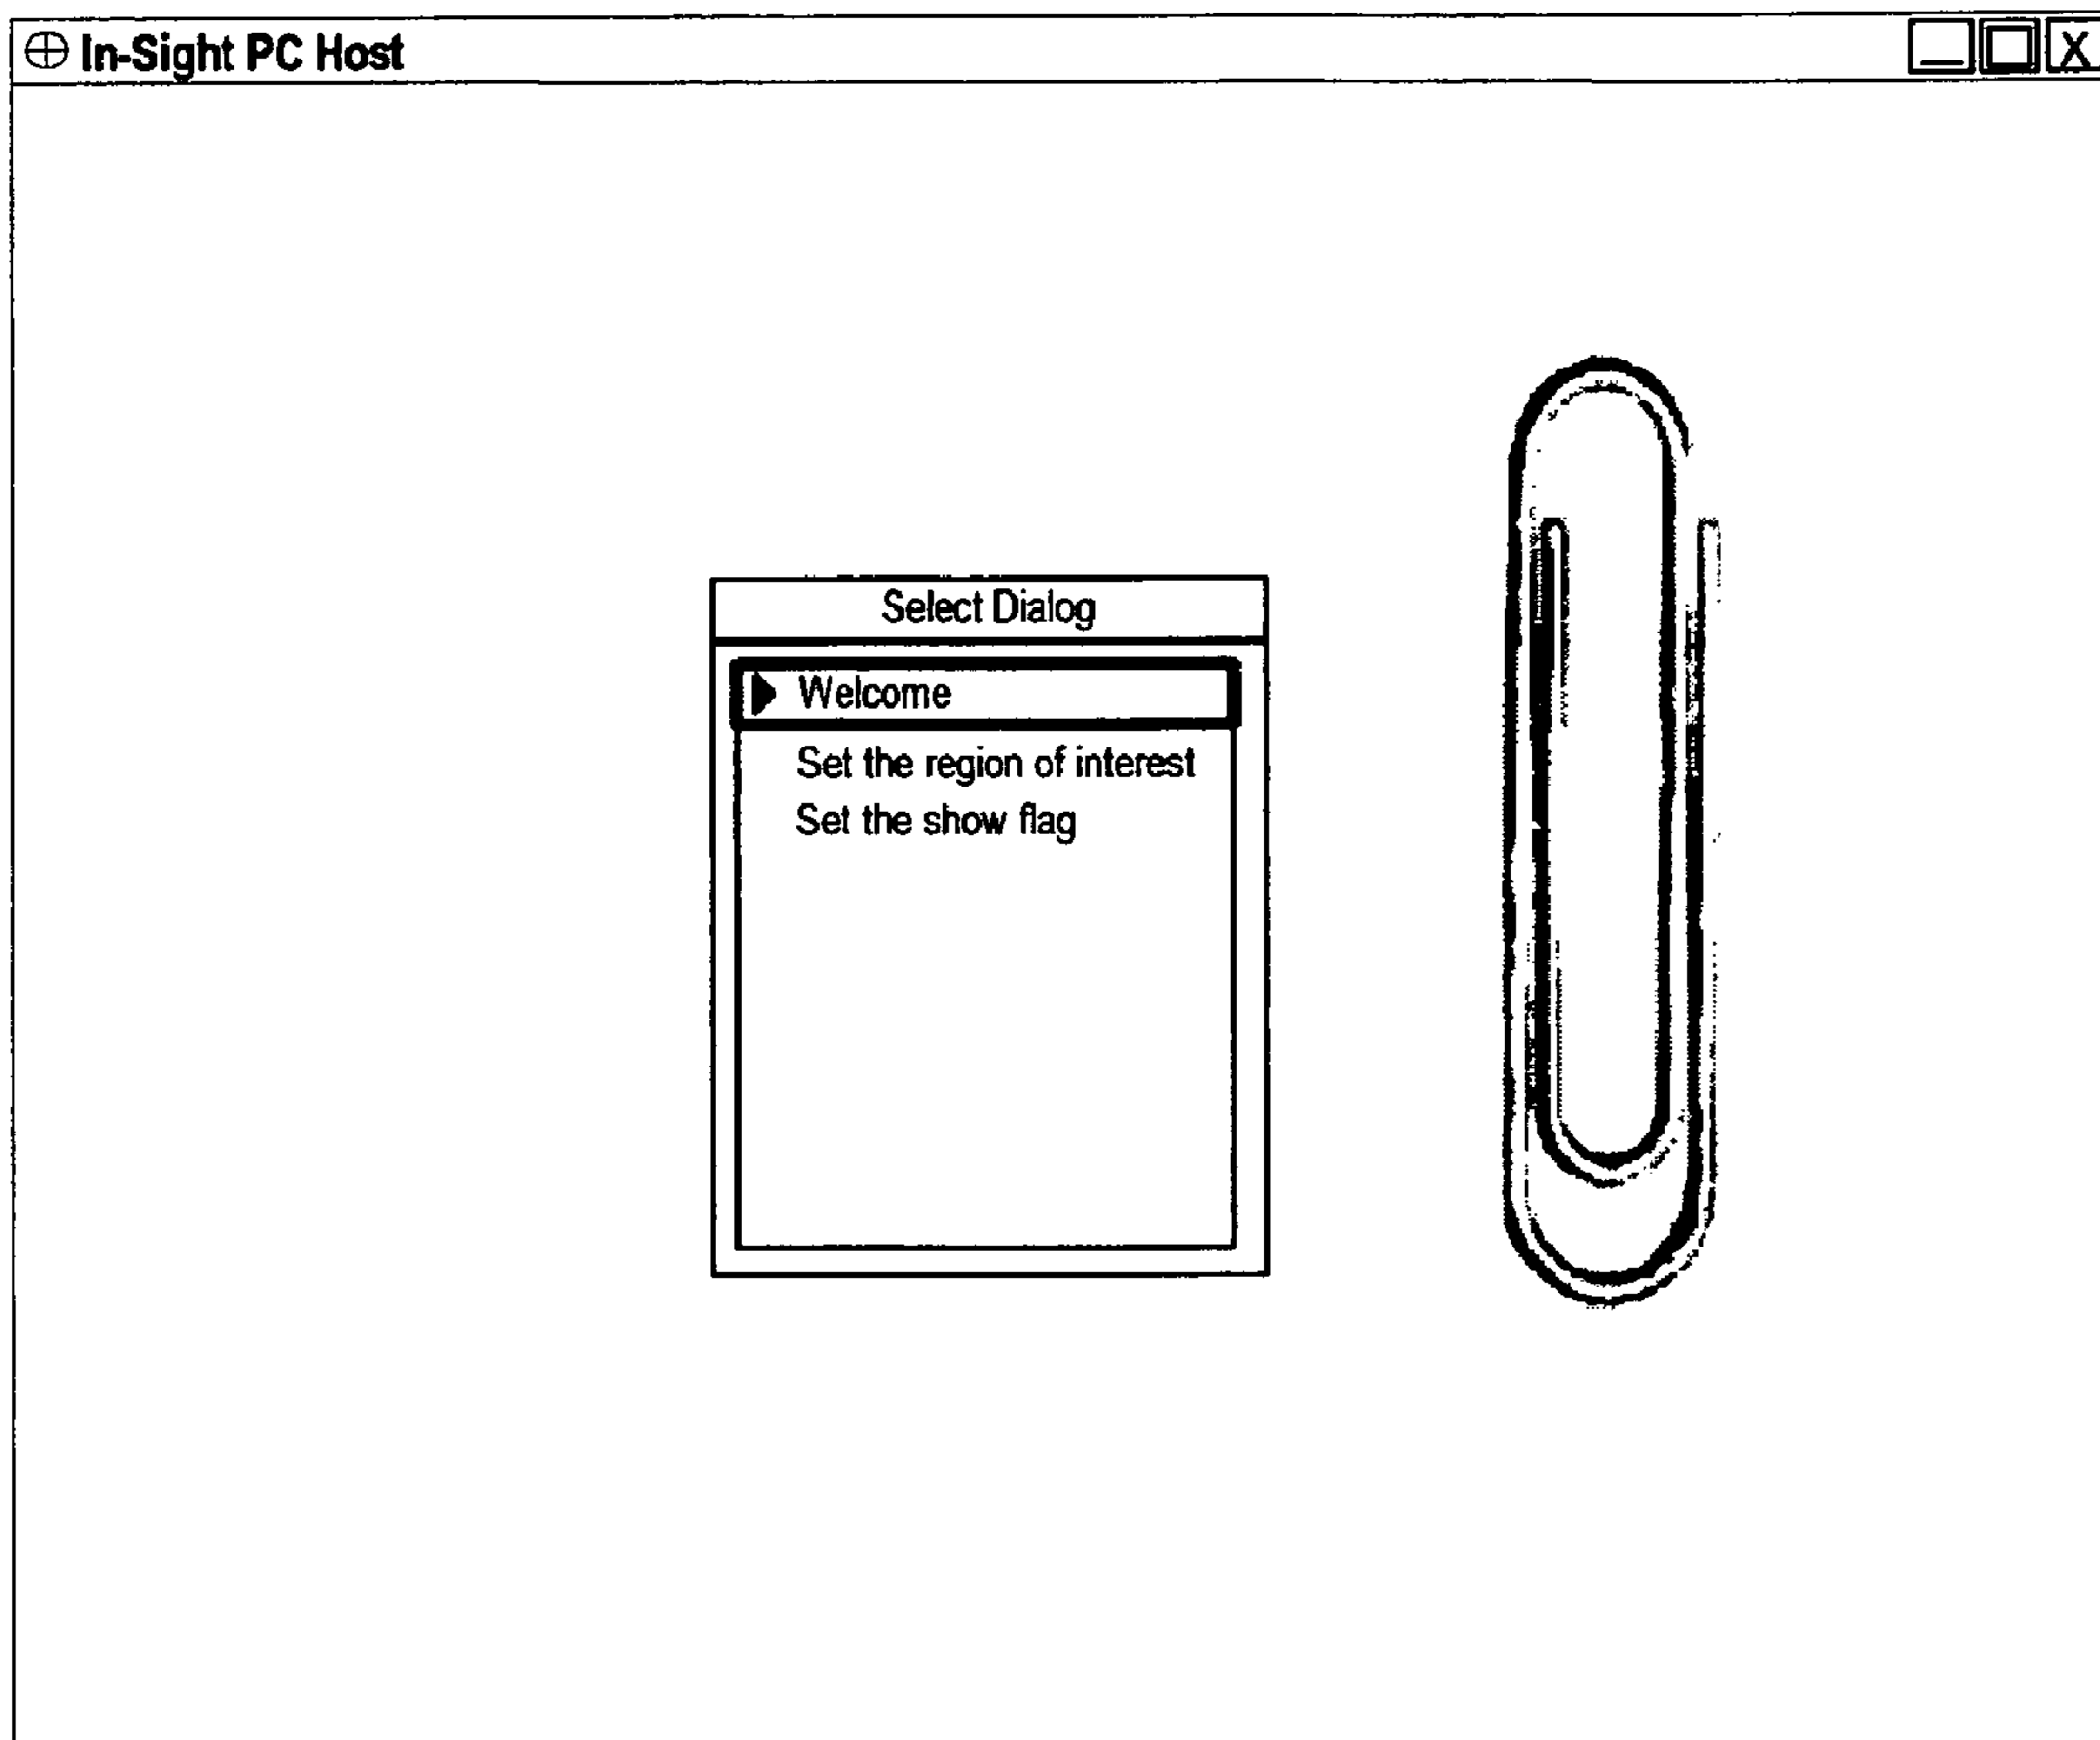 In-Sight PC Host
X
Select Dialog
Welcome
Set the region of interest
Set the show flag